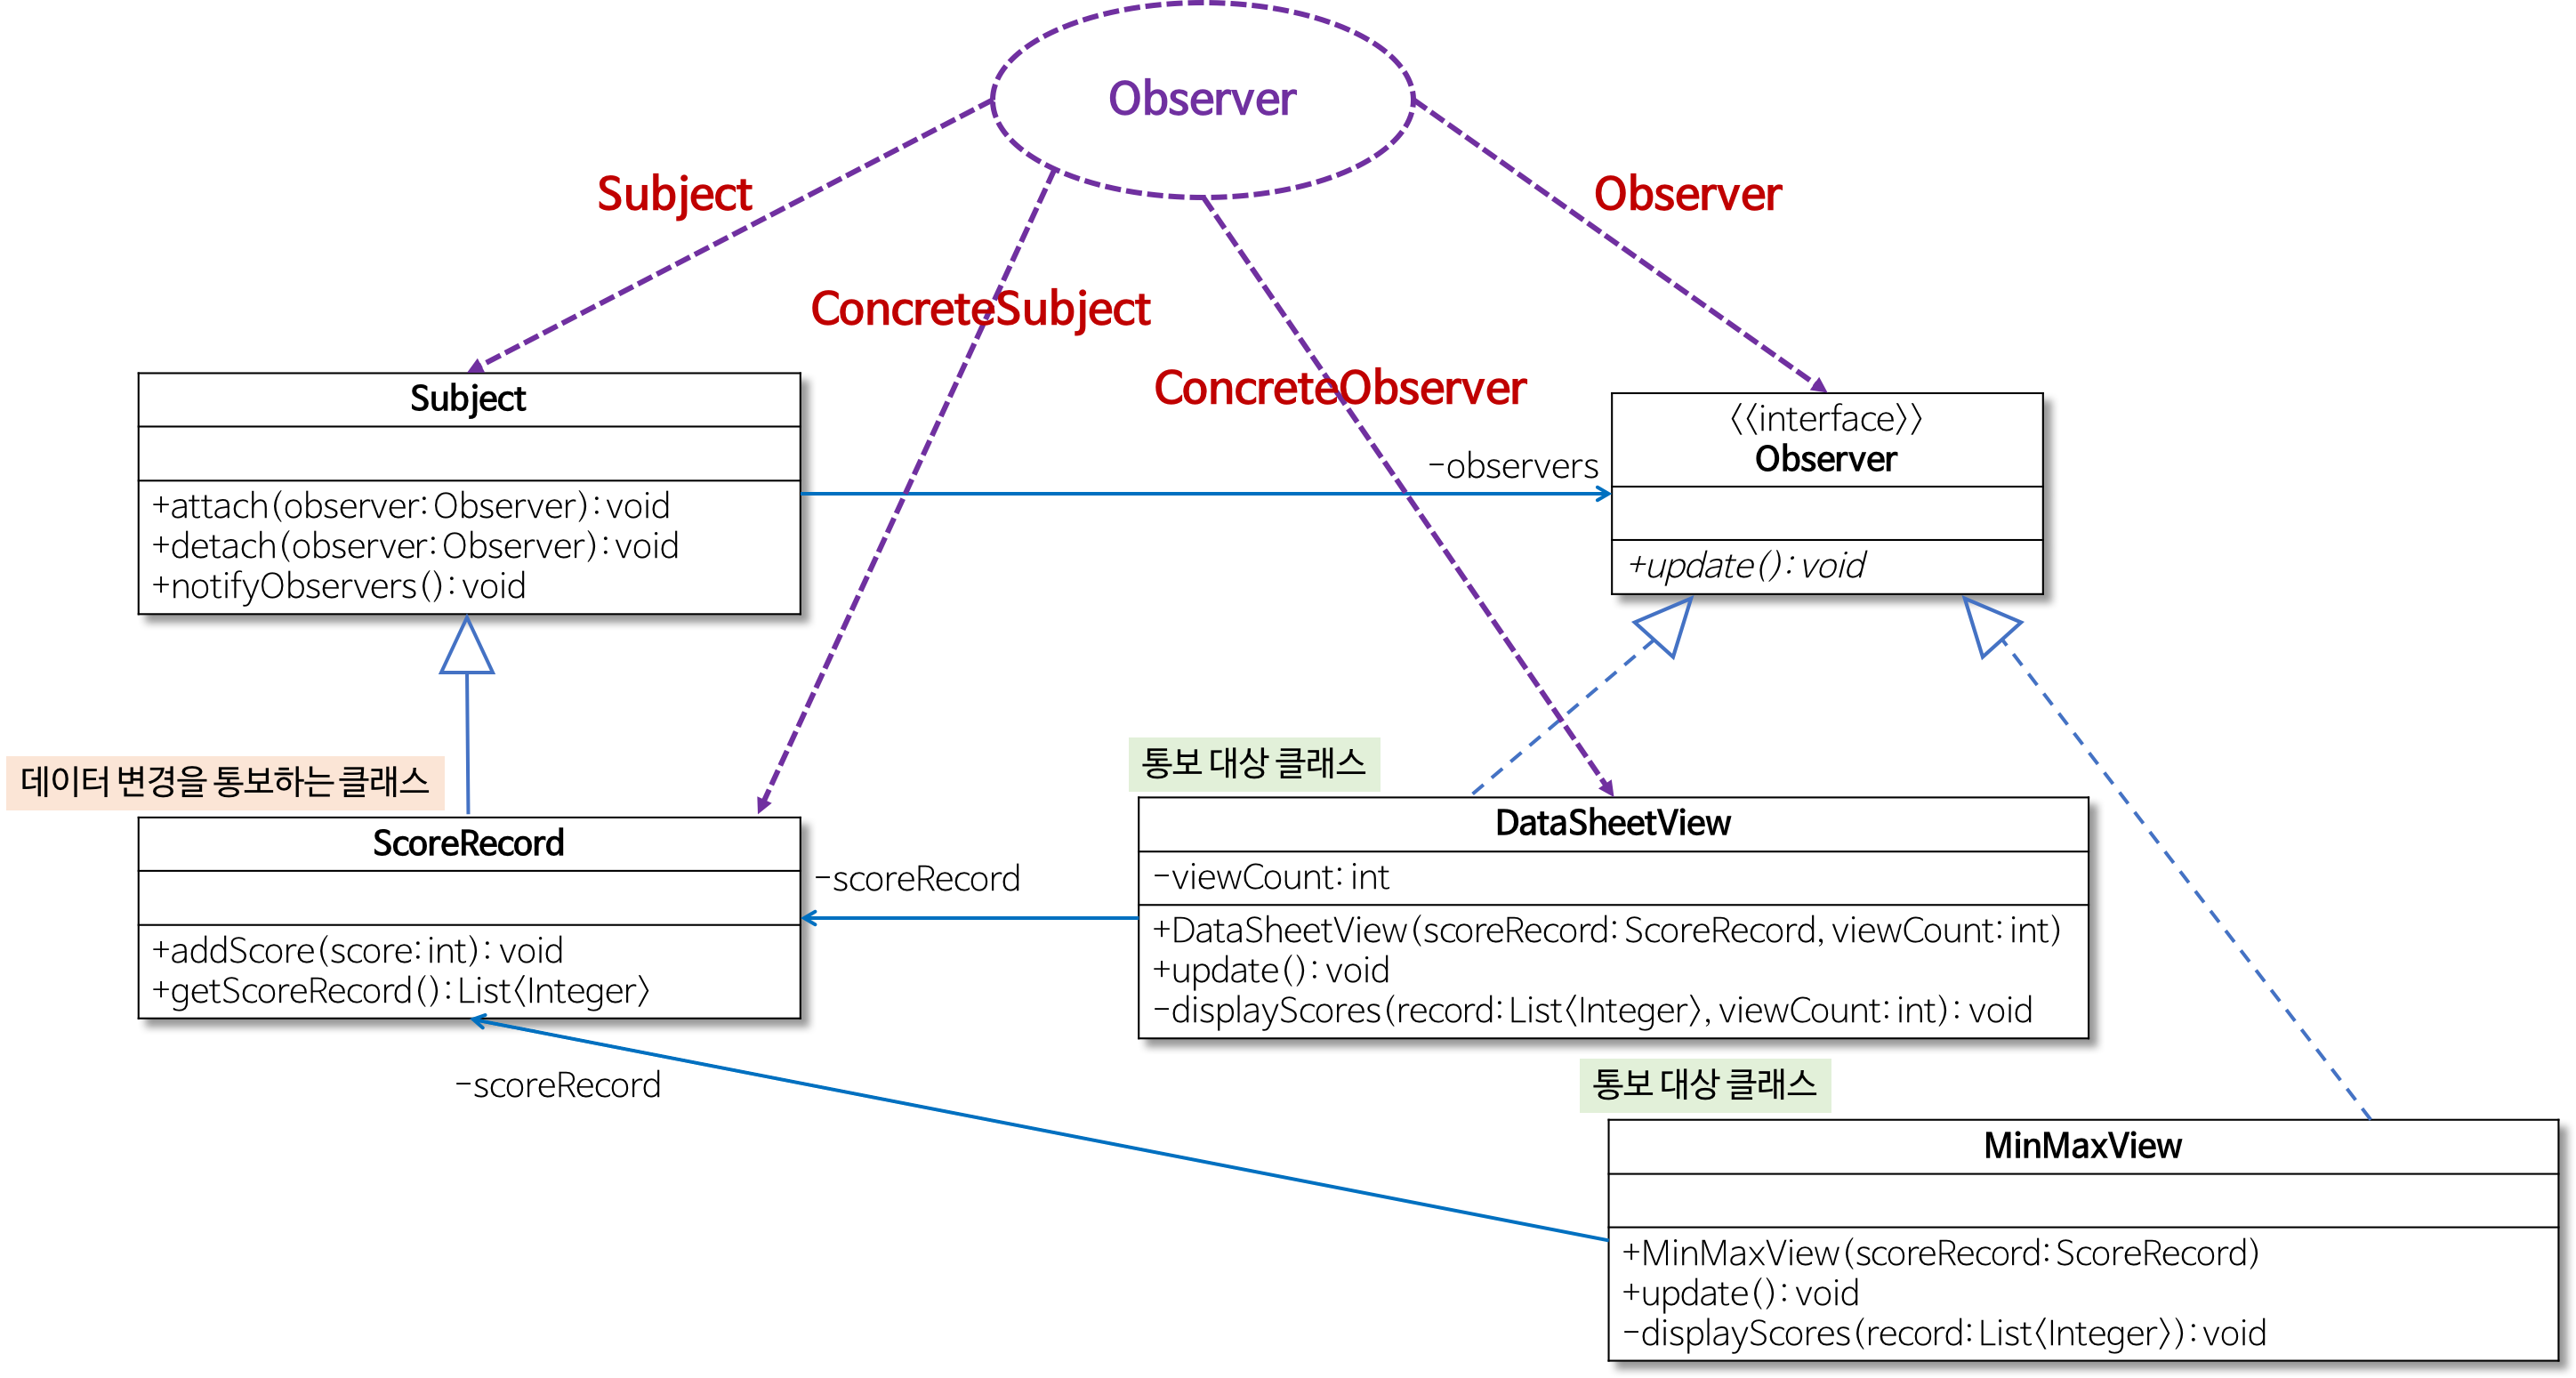 Observer
Subject
Observer
ConcreteSubject
ConcreteObserver
Subject
+attach(observer:Observer):void
+detach(observer:Observer):void
+notifyObservers():void
-observers
〈〈interface〉〉
Observer
+update():void
데이터 변경을 통보하는 클래스
ScoreRecord
+addScore(score:int):void
+getScoreRecord():List〈Integer〉
-scoreRecord
통보 대상 클래스
DataSheetView
-viewCount:int
+DataSheetView(scoreRecord:ScoreRecord, viewCount:int)
+update():void
-displayScores(record:List〈Integer〉, viewCount:int):void
-scoreRecord
통보 대상 클래스
MinMaxView
+MinMaxView(scoreRecord:ScoreRecord)
+update():void
-displayScores(record:List〈Integer〉):void